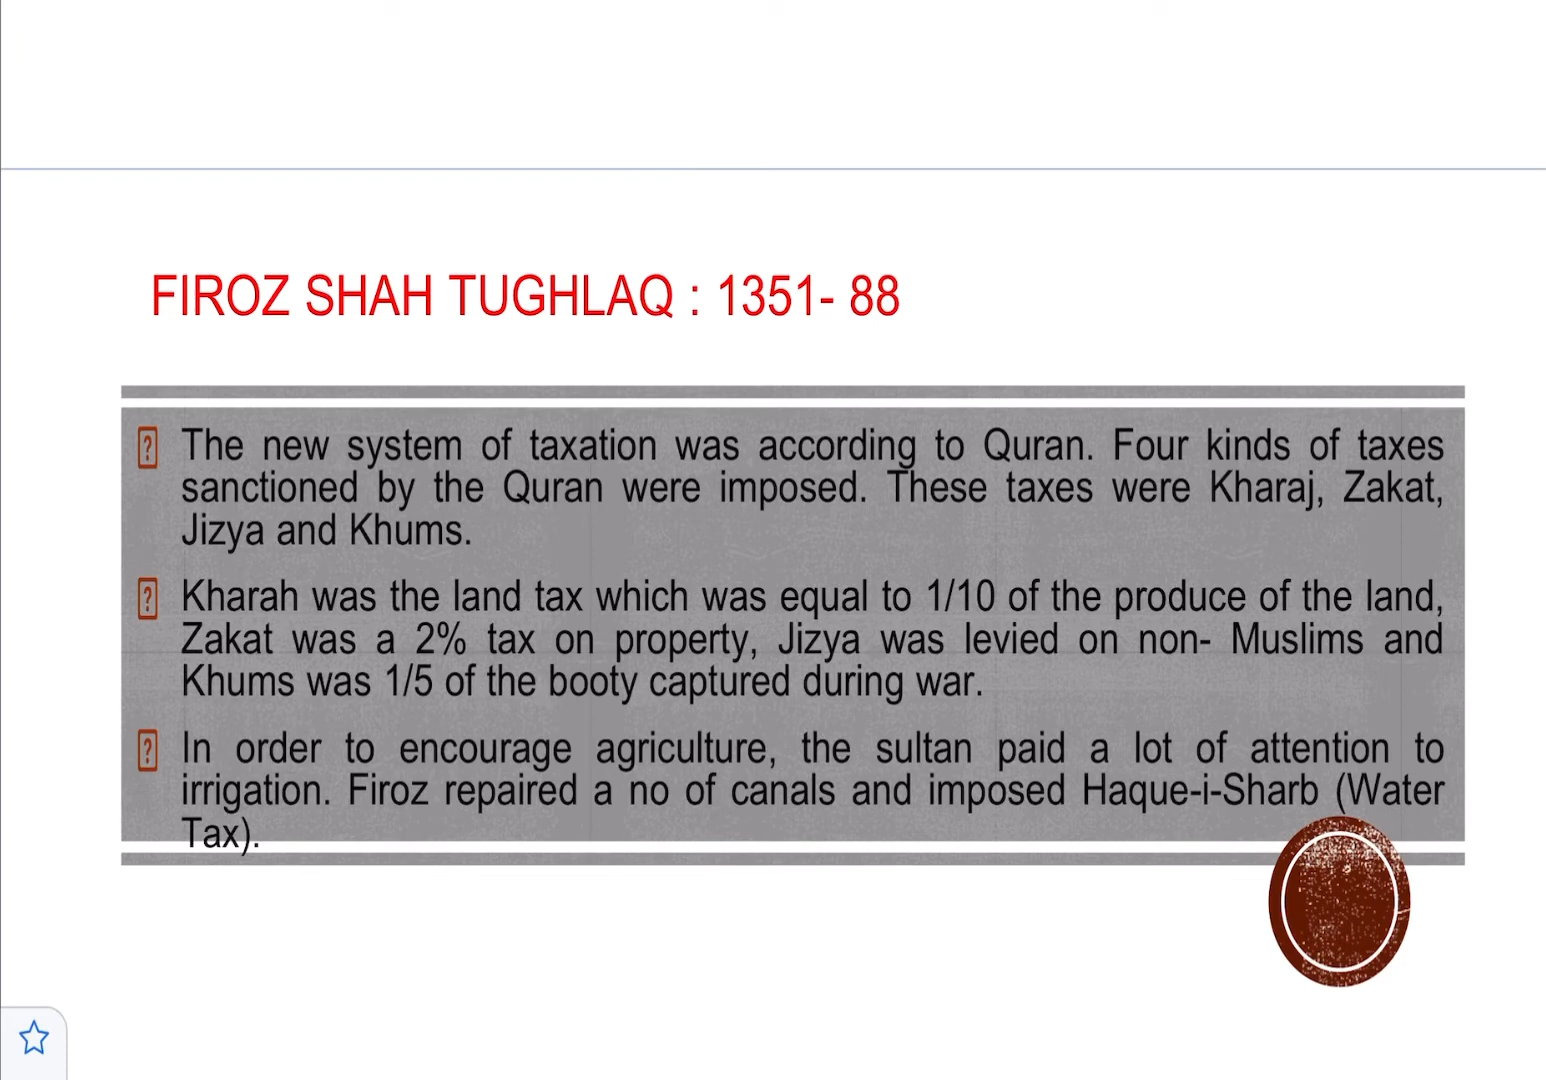 FIROZ SHAH TUGHLAQ : 1351- 88
The new system of taxation was according to Quran. Four kinds of taxes
sanctioned by the Quran were imposed. These taxes were Kharaj, Zakat,
Jizya and Khums.
Kharah was the land tax which was equal to 1/10 of the produce of the land,
Zakat was a 2% tax on property, Jizya was levied on non- Muslims and
Khums was 1/5 of the booty captured during war.
In order to encourage agriculture, the sultan paid a lot of attention to
irrigation. Firoz repaired a no of canals and imposed Haque-i-Sharb (Water
Tax).